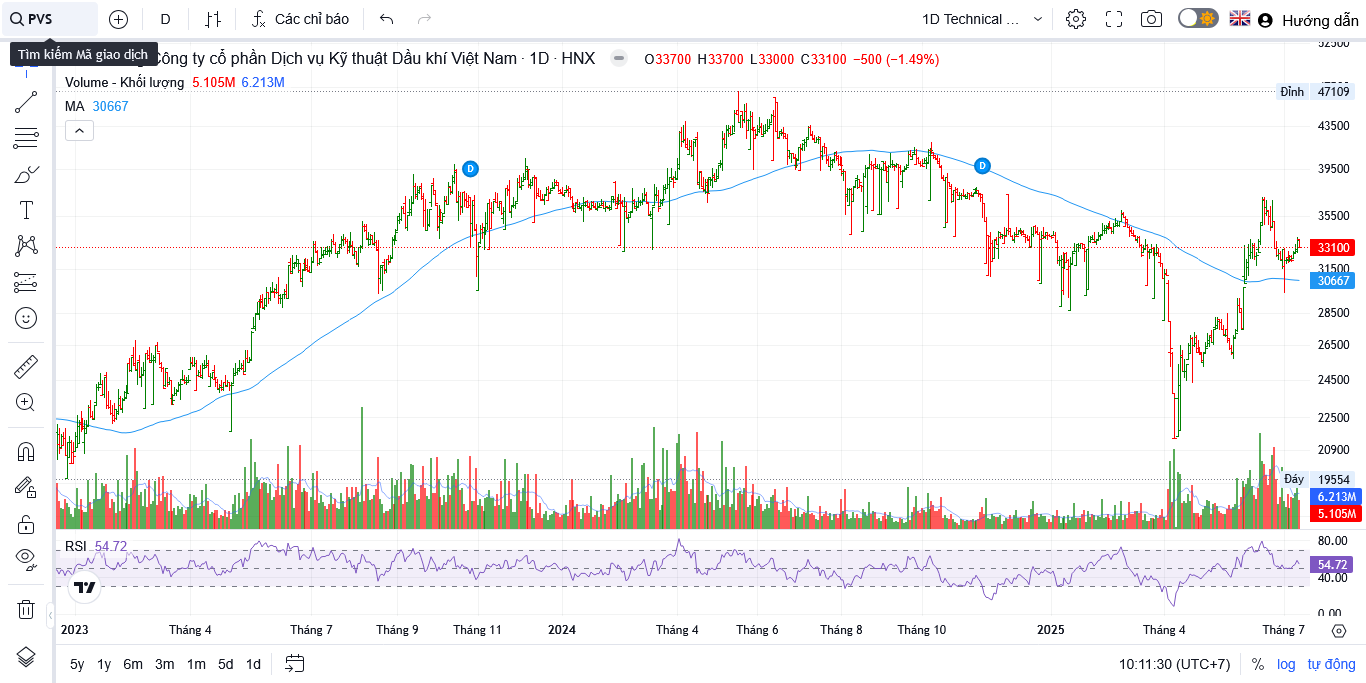 PVS
D
Các chỉ báo
1D Technical ...
Hướng dẫn
Tìm kiếm Mã giao dịch
Công ty cổ phần Dịch vụ Kỹ thuật Dầu khí Việt Nam · 1D · HNX
O33700 H33700 L33000 C33100 −500 (−1.49%)
Volume - Khối lượng 5.105M 6.213M
MA 30667
D
D
52500
Đỉnh 47109
43500
39500
35500
33100
31500
30667
28500
26500
24500
22500
20900
Đáy 19554
6.213M
5.105M
RSI 54.72
80.00
54.72
40.00
0.00
2023 Tháng 4 Tháng 7 Tháng 9 Tháng 11 2024 Tháng 4 Tháng 6 Tháng 8 Tháng 10 2025 Tháng 4 Tháng 7
5y 1y 6m 3m 1m 5d 1d
10:11:30 (UTC+7) % log tự động